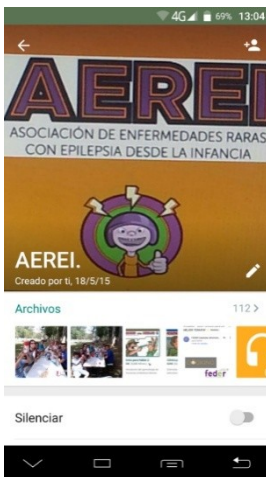 4G 69% 13:04
AEREI
ASOCIACIÓN DE ENFERMEDADES RARAS
CON EPILEPSIA DESDE LA INFANCIA
AEREI.
Creado por ti, 18/5/15
Archivos 112 >
feder
Silenciar